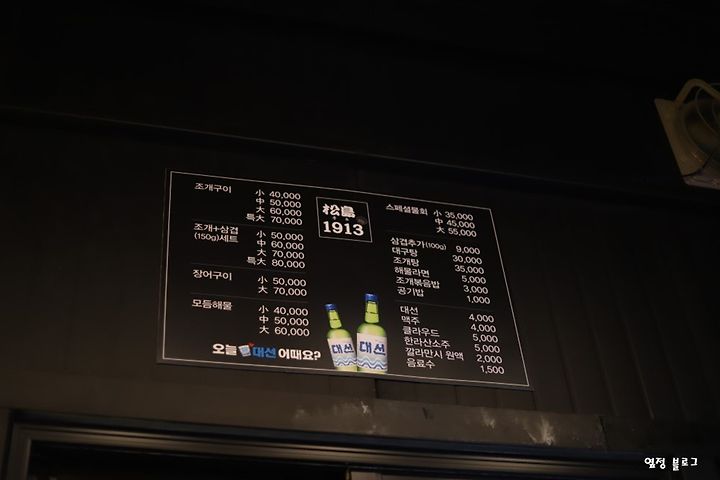 조개구이 小 40,000
中 50,000
大 60,000
특大 70,000
조개+삼겹 (150g)세트 小 50,000
中 60,000
大 70,000
특大 80,000
장어구이 小 50,000
大 70,000
모듬해물 小 40,000
中 50,000
大 60,000
오늘 대선 어때요?
松島
1913
대선
대선
스페셜물회 小 35,000
中 45,000
大 55,000
삼겹추가(100g) 9,000
대구탕 30,000
조개탕 35,000
해물라면 5,000
조개볶음밥 3,000
공기밥 1,000
대선 4,000
맥주 4,000
클라우드 5,000
한라산소주 5,000
깔라만시 원액 2,000
음료수 1,500
옆정 블로그